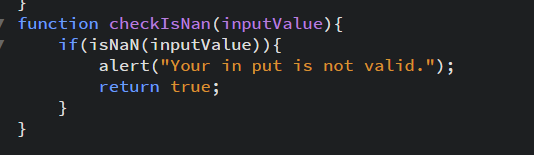 }
function checkIsNan(inputValue){
    if(isNaN(inputValue)){
        alert("Your in put is not valid.");
        return true;
    }
}